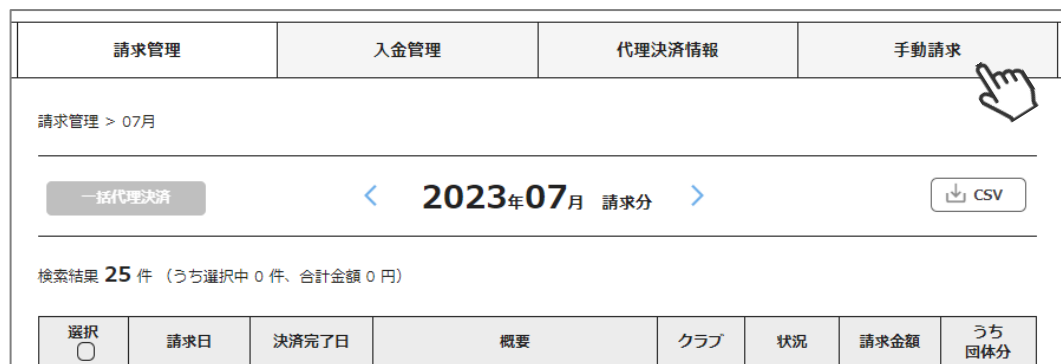 請求管理 入金管理 代理決済情報 手動請求
請求管理 > 07月
一括代理決済 < 2023年07月 請求分 > CSV
検索結果 25 件 （うち選択中 0 件、合計金額 0 円）
選択 請求日 決済完了日 概要 クラブ 状況 請求金額 うち
団体分